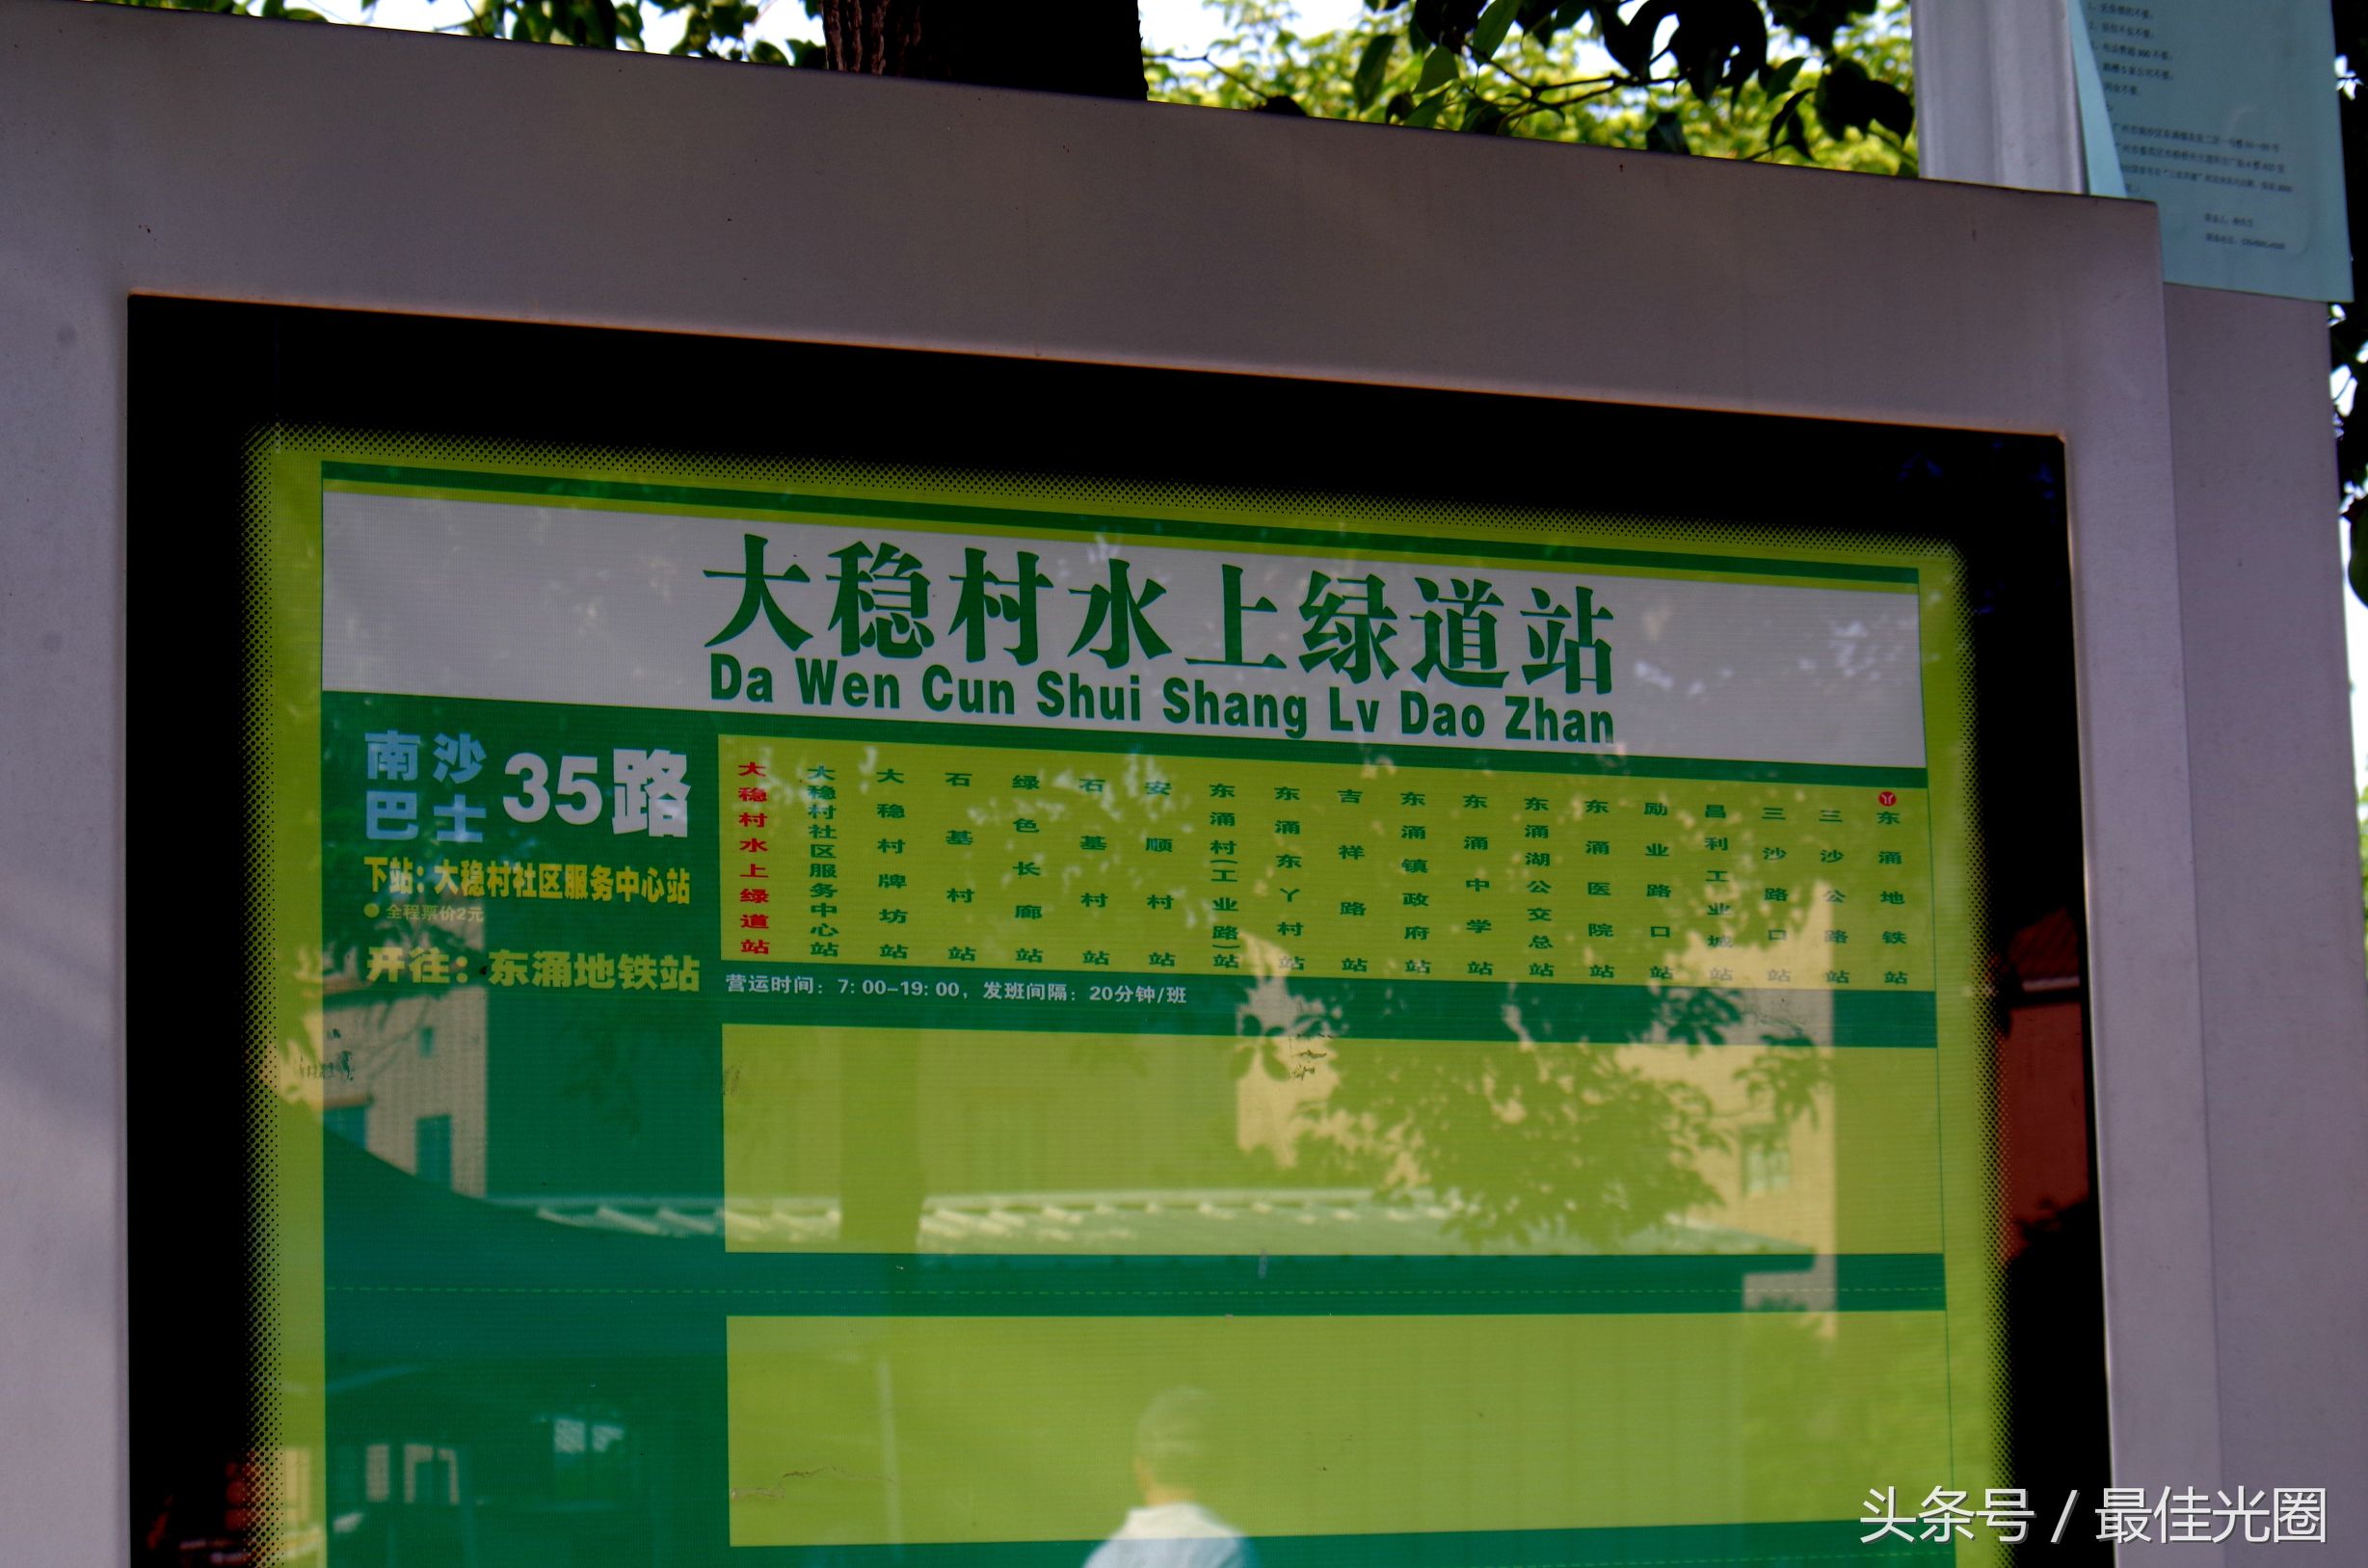 大稳村水上绿道站
Da Wen Cun Shui Shang Lv Dao Zhan
南沙
巴士
35路
下站：大稳村社区服务中心站
全程票价2元
开往：东涌地铁站
大稳村水上绿道站
大稳村社区服务中心站
大稳村牌坊站
石基村站
绿色长廊站
石基村站
安顺村站
东涌村(工业路)站
东涌东丫村站
吉祥路站
东涌镇政府站
东涌中学站
东涌湖公交总站
东涌医院站
励业路口站
昌利工业城站
三沙路口站
三沙公路站
东涌地铁站
营运时间：7:00-19:00，发班间隔：20分钟/班
头条号 / 最佳光圈